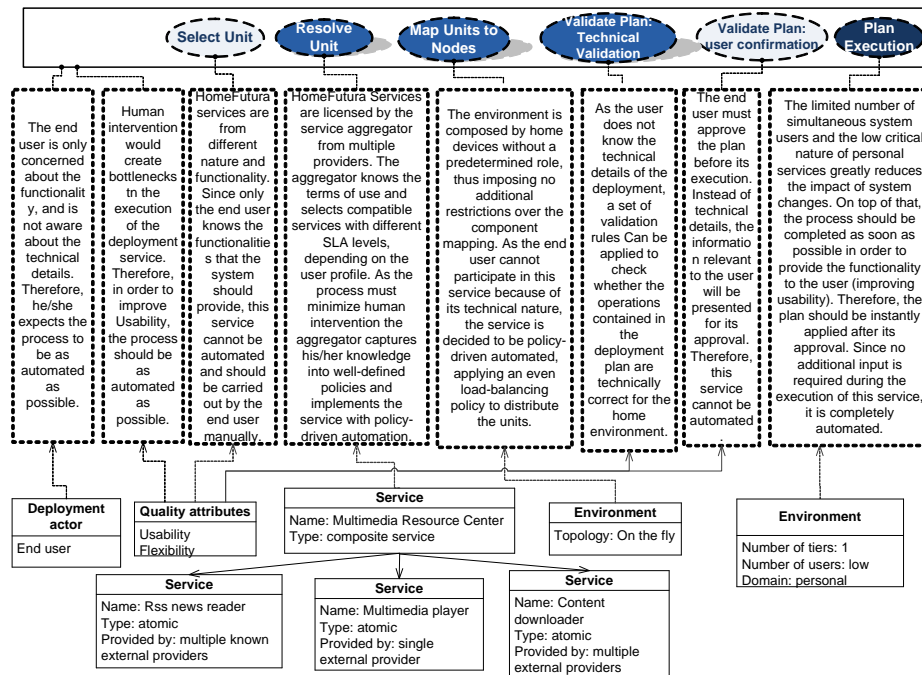 Select Unit
Resolve
Unit
Map Units to
Nodes
Validate Plan:
Technical
Validation
Validate Plan:
user confirmation
Plan
Execution
The end
user is only
concerned
about the
functionalit
y, and is
not aware
about the
technical
details.
Therefore,
he/she
expects the
process to
be as
automated
as
possible.
Human
intervention
would
create
bottlenecks
tn the
execution of
the
deployment
service.
Therefore,
in order to
improve
Usability,
the process
should be
as
automated
as
possible.
HomeFutura
services are
from
different
nature and
functionality.
Since only
the end user
knows the
functionalitie
s that the
system
should
provide, this
service
cannot be
automated
and should
be carried
out by the
end user
manually.
HomeFutura Services
are licensed by the
service aggregator
from multiple
providers. The
aggregator knows the
terms of use and
selects compatible
services with different
SLA levels,
depending on the
user profile. As the
process must
minimize human
intervention the
aggregator captures
his/her knowledge
into well-defined
policies and
implements the
service with policy-
driven automation.
The environment is
composed by home
devices without a
predetermined role,
thus imposing no
additional
restrictions over the
component
mapping. As the end
user cannot
participate in this
service because of
its technical nature,
the service is
decided to be policy-
driven automated,
applying an even
load-balancing
policy to distribute
the units.
As the user
does not
know the
technical
details of the
deployment,
a set of
validation
rules Can be
applied to
check
whether the
operations
contained in
the
deployment
plan are
technically
correct for the
home
environment.
The end
user must
approve the
plan before
its
execution.
Instead of
technical
details, the
informatio
n relevant
to the user
will be
presented
for its
approval.
Therefore,
this
service
cannot be
automated
.
The limited number of
simultaneous system
users and the low critical
nature of personal
services greatly reduces
the impact of system
changes. On top of that,
the process should be
completed as soon as
possible in order to
provide the functionality
to the user (improving
usability). Therefore, the
plan should be instantly
applied after its
approval. Since no
additional input is
required during the
execution of this service,
it is completely
automated.
Deployment
actor
End user
Quality attributes
Usability
Flexibility
Service
Name: Multimedia Resource Center
Type: composite service
Environment
Topology: On the fly
Environment
Number of tiers: 1
Number of users: low
Domain: personal
Service
Name: Rss news reader
Type: atomic
Provided by: multiple known
external providers
Service
Name: Multimedia player
Type: atomic
Provided by: single
external provider
Service
Name: Content
downloader
Type: atomic
Provided by: multiple
external providers